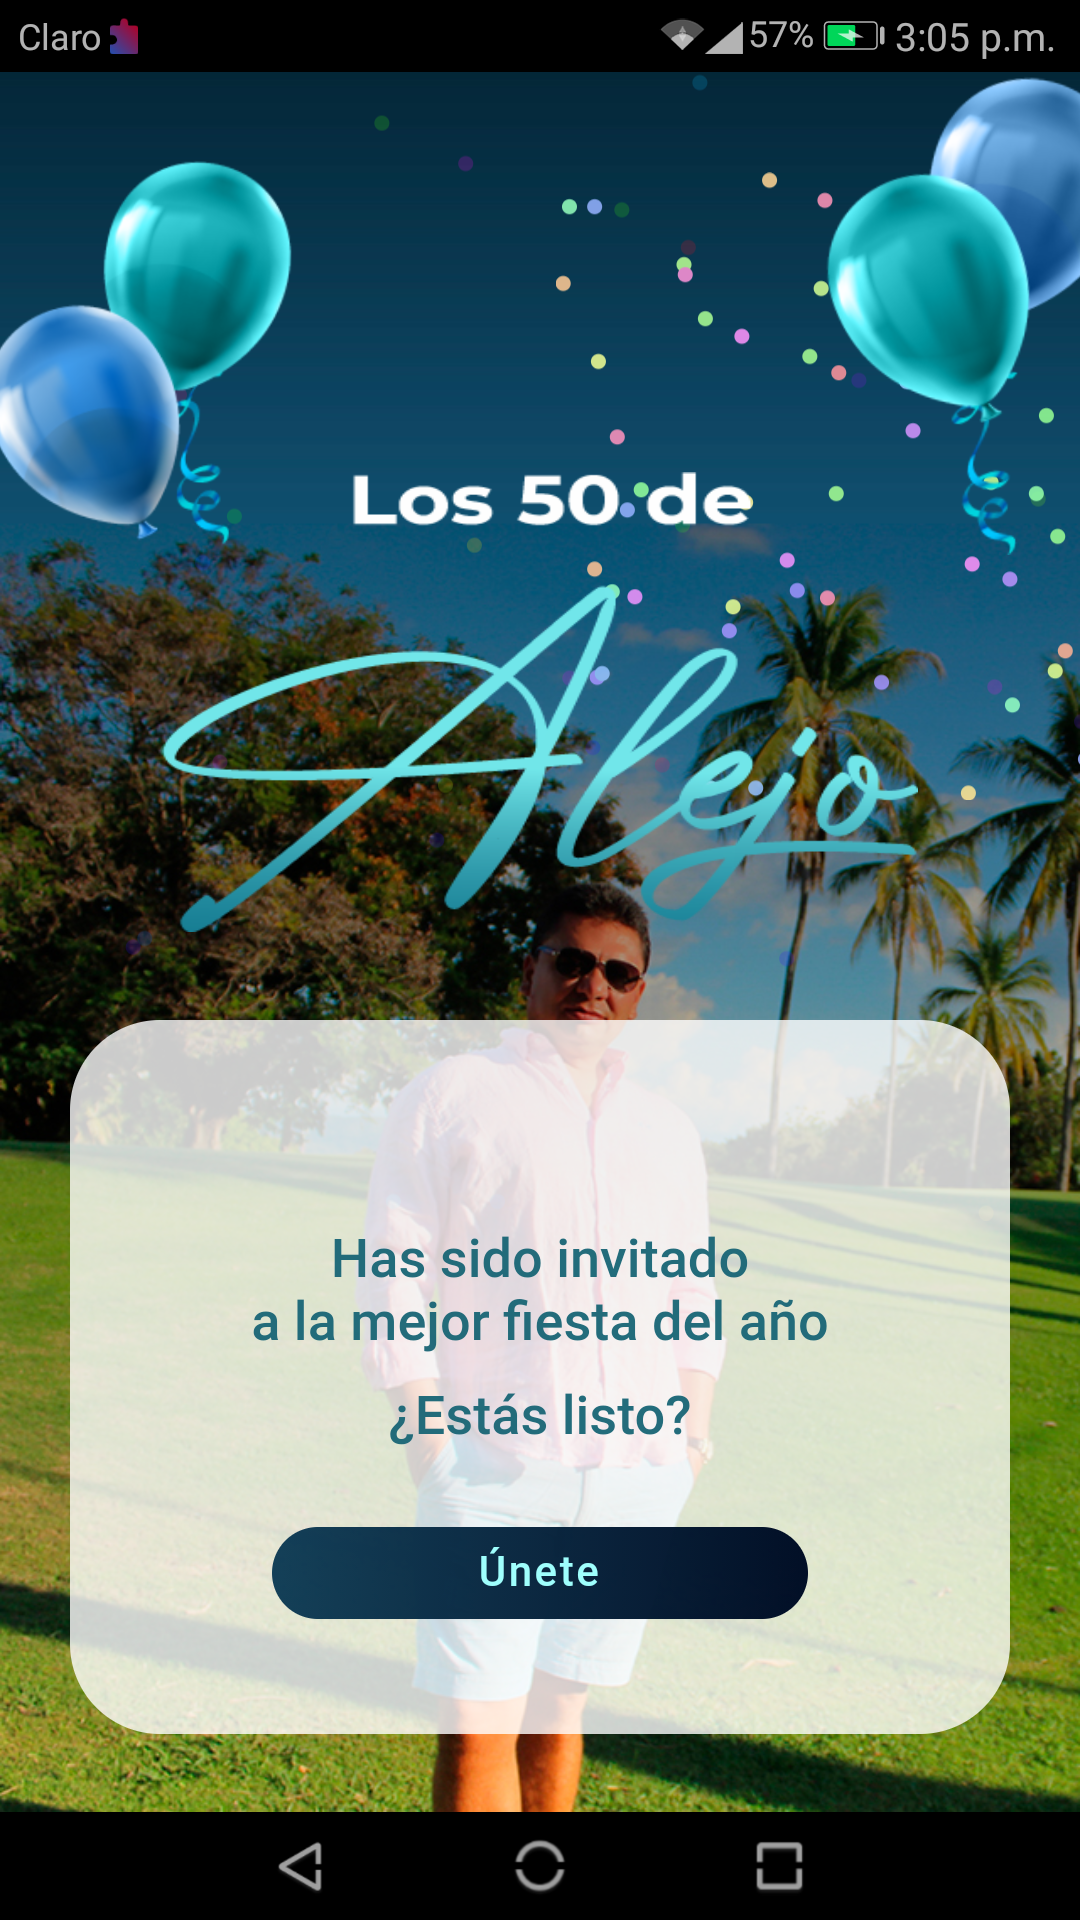 Claro
57% 3:05 p.m.
Los 50 de
Alejo
Has sido invitado
a la mejor fiesta del año
¿Estás listo?
Únete